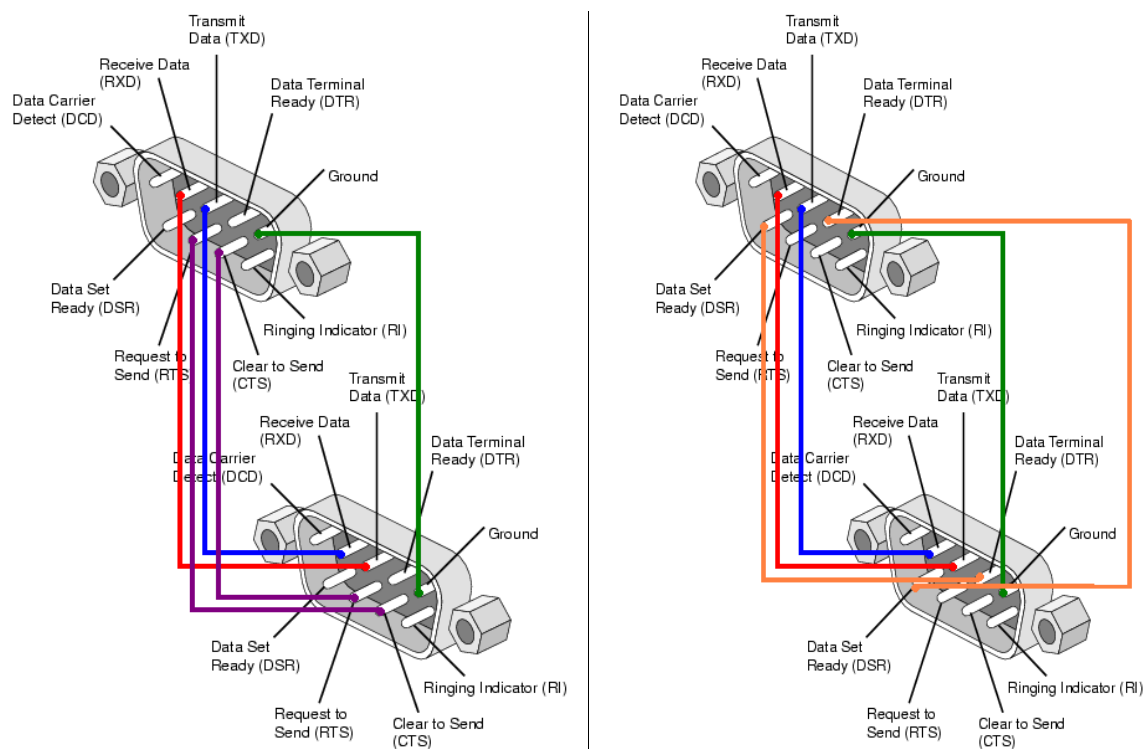 Transmit
Data (TXD)
Receive Data
(RXD)
Data Terminal
Ready (DTR)
Data Carrier
Detect (DCD)
Ground
Data Set
Ready (DSR)
Ringing Indicator (RI)
Request to
Send (RTS)
Clear to Send
(CTS)
Transmit
Data (TXD)
Receive Data
(RXD)
Data Terminal
Ready (DTR)
Data Carrier
Detect (DCD)
Ground
Data Set
Ready (DSR)
Ringing Indicator (RI)
Request to
Send (RTS)
Clear to Send
(CTS)
Transmit
Data (TXD)
Receive Data
(RXD)
Data Terminal
Ready (DTR)
Data Carrier
Detect (DCD)
Ground
Data Set
Ready (DSR)
Ringing Indicator (RI)
Request to
Send (RTS)
Clear to Send
(CTS)
Transmit
Data (TXD)
Receive Data
(RXD)
Data Terminal
Ready (DTR)
Data Carrier
Detect (DCD)
Ground
Data Set
Ready (DSR)
Ringing Indicator (RI)
Request to
Send (RTS)
Clear to Send
(CTS)